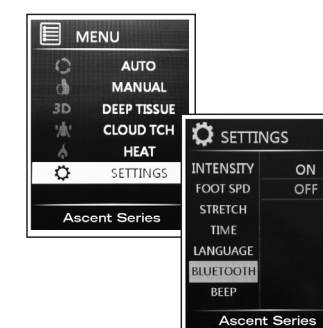 MENU
AUTO
MANUAL
3D DEEP TISSUE
CLOUD TCH
HEAT
SETTINGS
Ascent Series
SETTINGS
INTENSITY ON
FOOT SPD OFF
STRETCH
TIME
LANGUAGE
BLUETOOTH
BEEP
Ascent Series